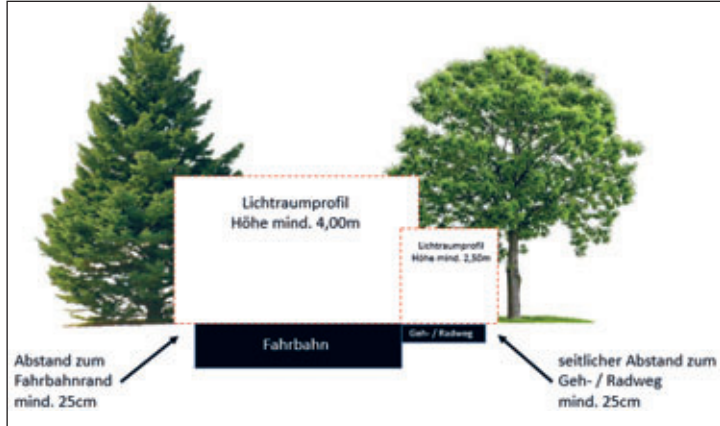 Lichtraumprofil
Höhe mind. 4,00m
Lichtraumprofil
Höhe mind. 2,50m
Fahrbahn
Geh- / Radweg
Abstand zum
Fahrbahnrand
mind. 25cm
seitlicher Abstand zum
Geh- / Radweg
mind. 25cm